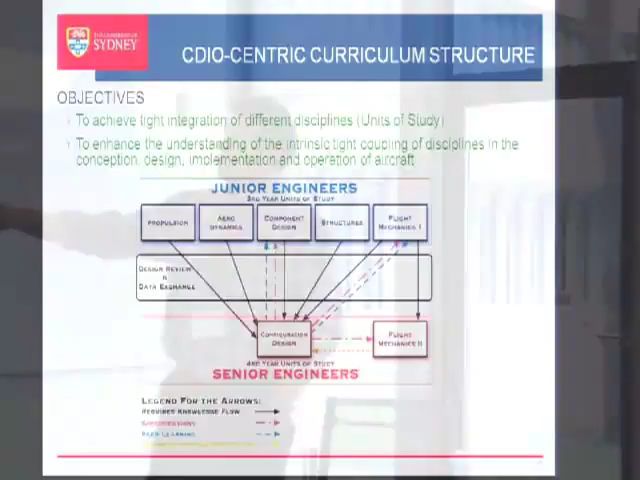 THE UNIVERSITY OF
SYDNEY
CDIO-CENTRIC CURRICULUM STRUCTURE
OBJECTIVES
To achieve tight integration of different disciplines (Units of Study)
To enhance the understanding of the intrinsic tight coupling of disciplines in the
conception, design, implementation and operation of aircraft
JUNIOR ENGINEERS
3RD YEAR UNITS OF STUDY
PROPULSION
AERO
DYNAMICS
COMPONENT
DESIGN
STRUCTURES
FLIGHT
MECHANICS I
DESIGN REVIEW
&
DATA EXCHANGE
CONFIGURATION
DESIGN
FLIGHT
MECHANICS II
4RD YEAR UNITS OF STUDY
SENIOR ENGINEERS
LEGEND FOR THE ARROWS:
REQUIRED KNOWLEDGE FLOW
SPECIFICATIONS
PEER LEARNING